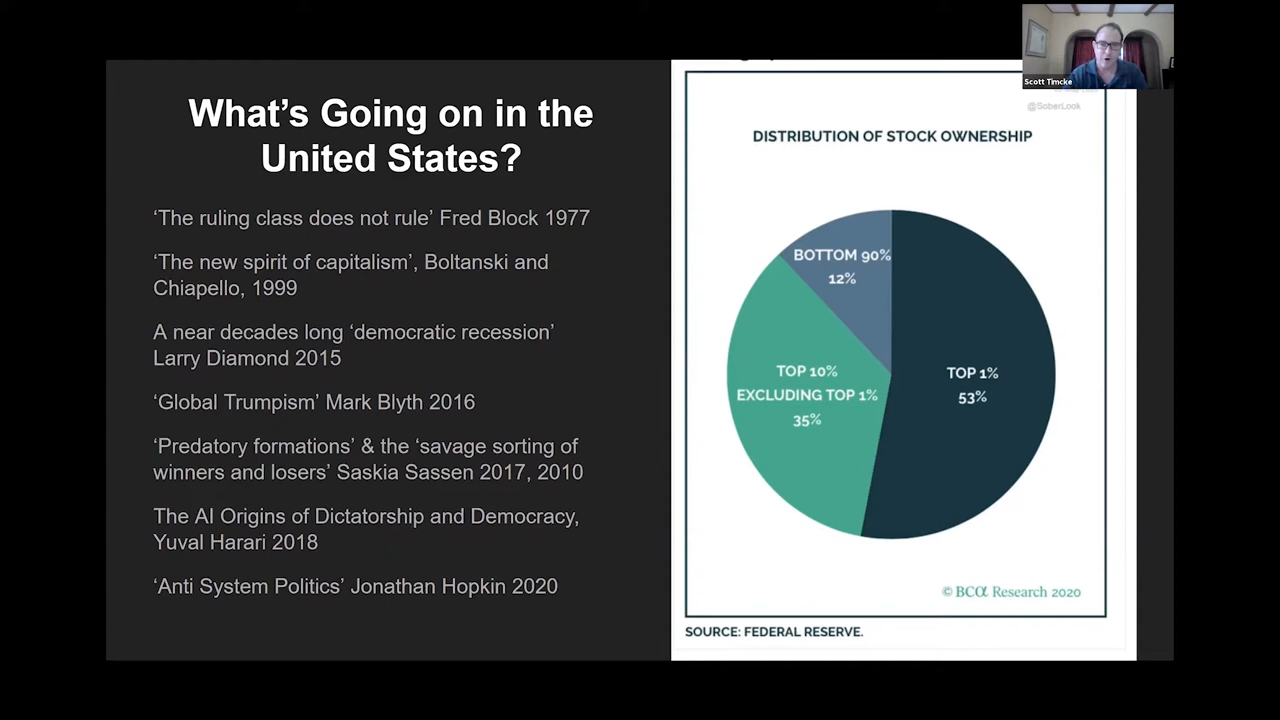 What’s Going on in the
United States?
‘The ruling class does not rule’ Fred Block 1977
‘The new spirit of capitalism’, Boltanski and
Chiapello, 1999
A near decades long ‘democratic recession’
Larry Diamond 2015
‘Global Trumpism’ Mark Blyth 2016
‘Predatory formations’ & the ‘savage sorting of
winners and losers’ Saskia Sassen 2017, 2010
The AI Origins of Dictatorship and Democracy,
Yuval Harari 2018
‘Anti System Politics’ Jonathan Hopkin 2020
Scott Timcke
@SoberLook
DISTRIBUTION OF STOCK OWNERSHIP
BOTTOM 90%
12%
TOP 10%
EXCLUDING TOP 1%
35%
TOP 1%
53%
© BCα Research 2020
SOURCE: FEDERAL RESERVE.